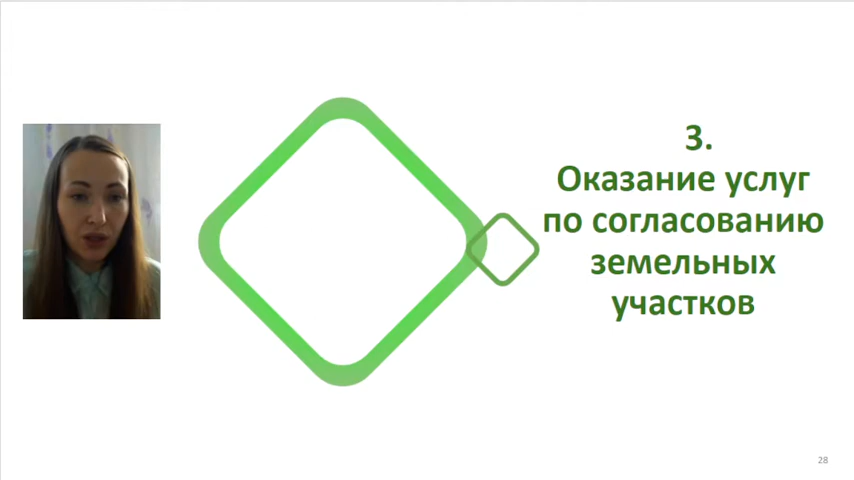 3.
Оказание услуг
по согласованию
земельных
участков
28